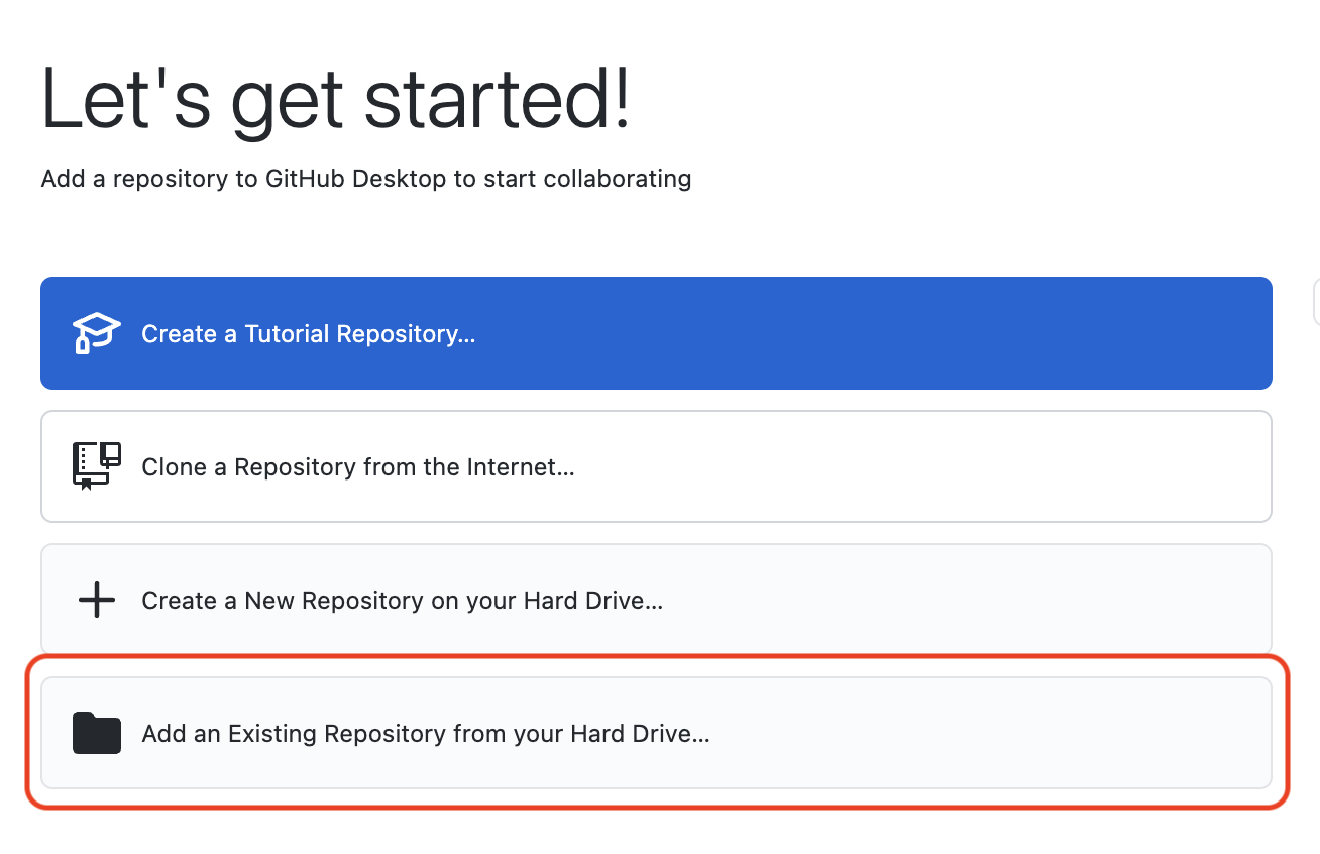 Let's get started!
Add a repository to GitHub Desktop to start collaborating
Create a Tutorial Repository...
Clone a Repository from the Internet...
Create a New Repository on your Hard Drive...
Add an Existing Repository from your Hard Drive...